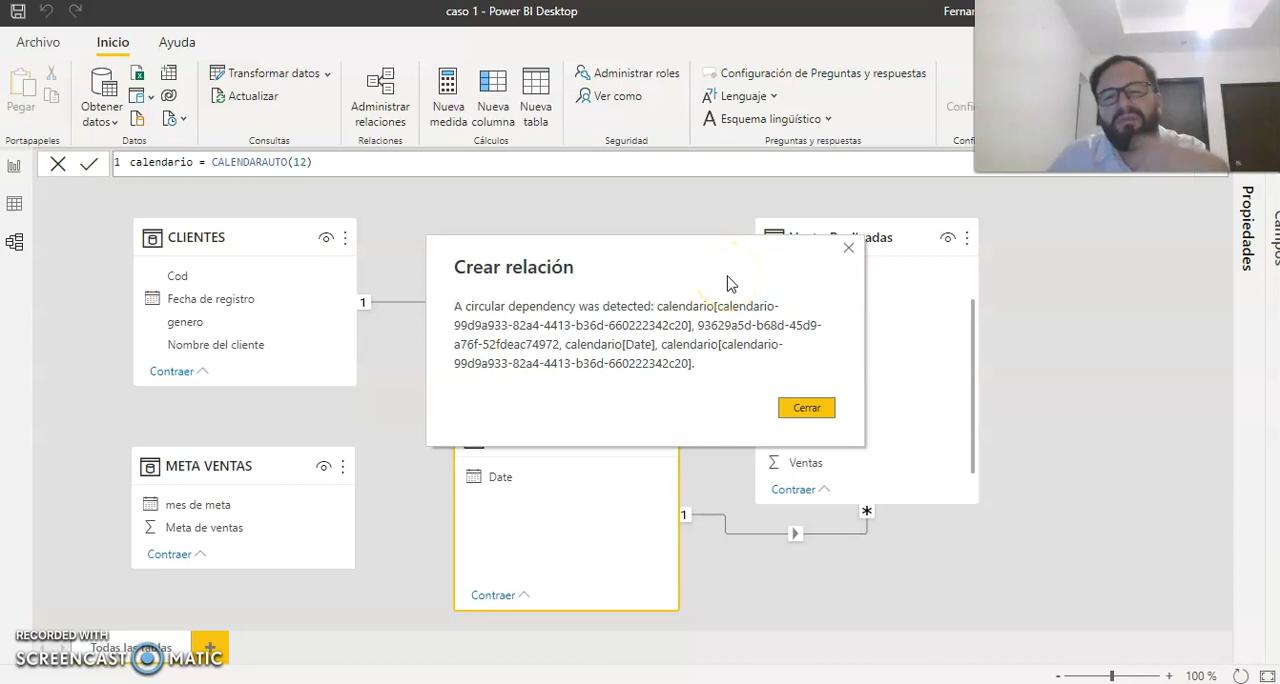 caso 1 - Power BI Desktop
Fernan
Archivo
Inicio
Ayuda
Pegar
Obtener
datos
Transformar datos
Actualizar
Administrar
relaciones
Nueva
medida
Nueva
columna
Nueva
tabla
Administrar roles
Ver como
Configuración de Preguntas y respuestas
Lenguaje
Esquema lingüístico
Portapapeles
Datos
Consultas
Relaciones
Cálculos
Seguridad
Preguntas y respuestas
1 calendario = CALENDARAUTO(12)
CLIENTES
Cod
Fecha de registro
genero
Nombre del cliente
Contraer
1
Crear relación
A circular dependency was detected: calendario[calendario-
99d9a933-82a4-4413-b36d-660222342c20], 93629a5d-b68d-45d9-
a76f-52fdeac74972, calendario[Date], calendario[calendario-
99d9a933-82a4-4413-b36d-660222342c20].
Cerrar
META VENTAS
mes de meta
Meta de ventas
Contraer
Date
Contraer
1
*
Ventas
Contraer
Propiedades
Campos
Todas las tablas
RECORDED WITH
SCREENCAST MATIC
100 %